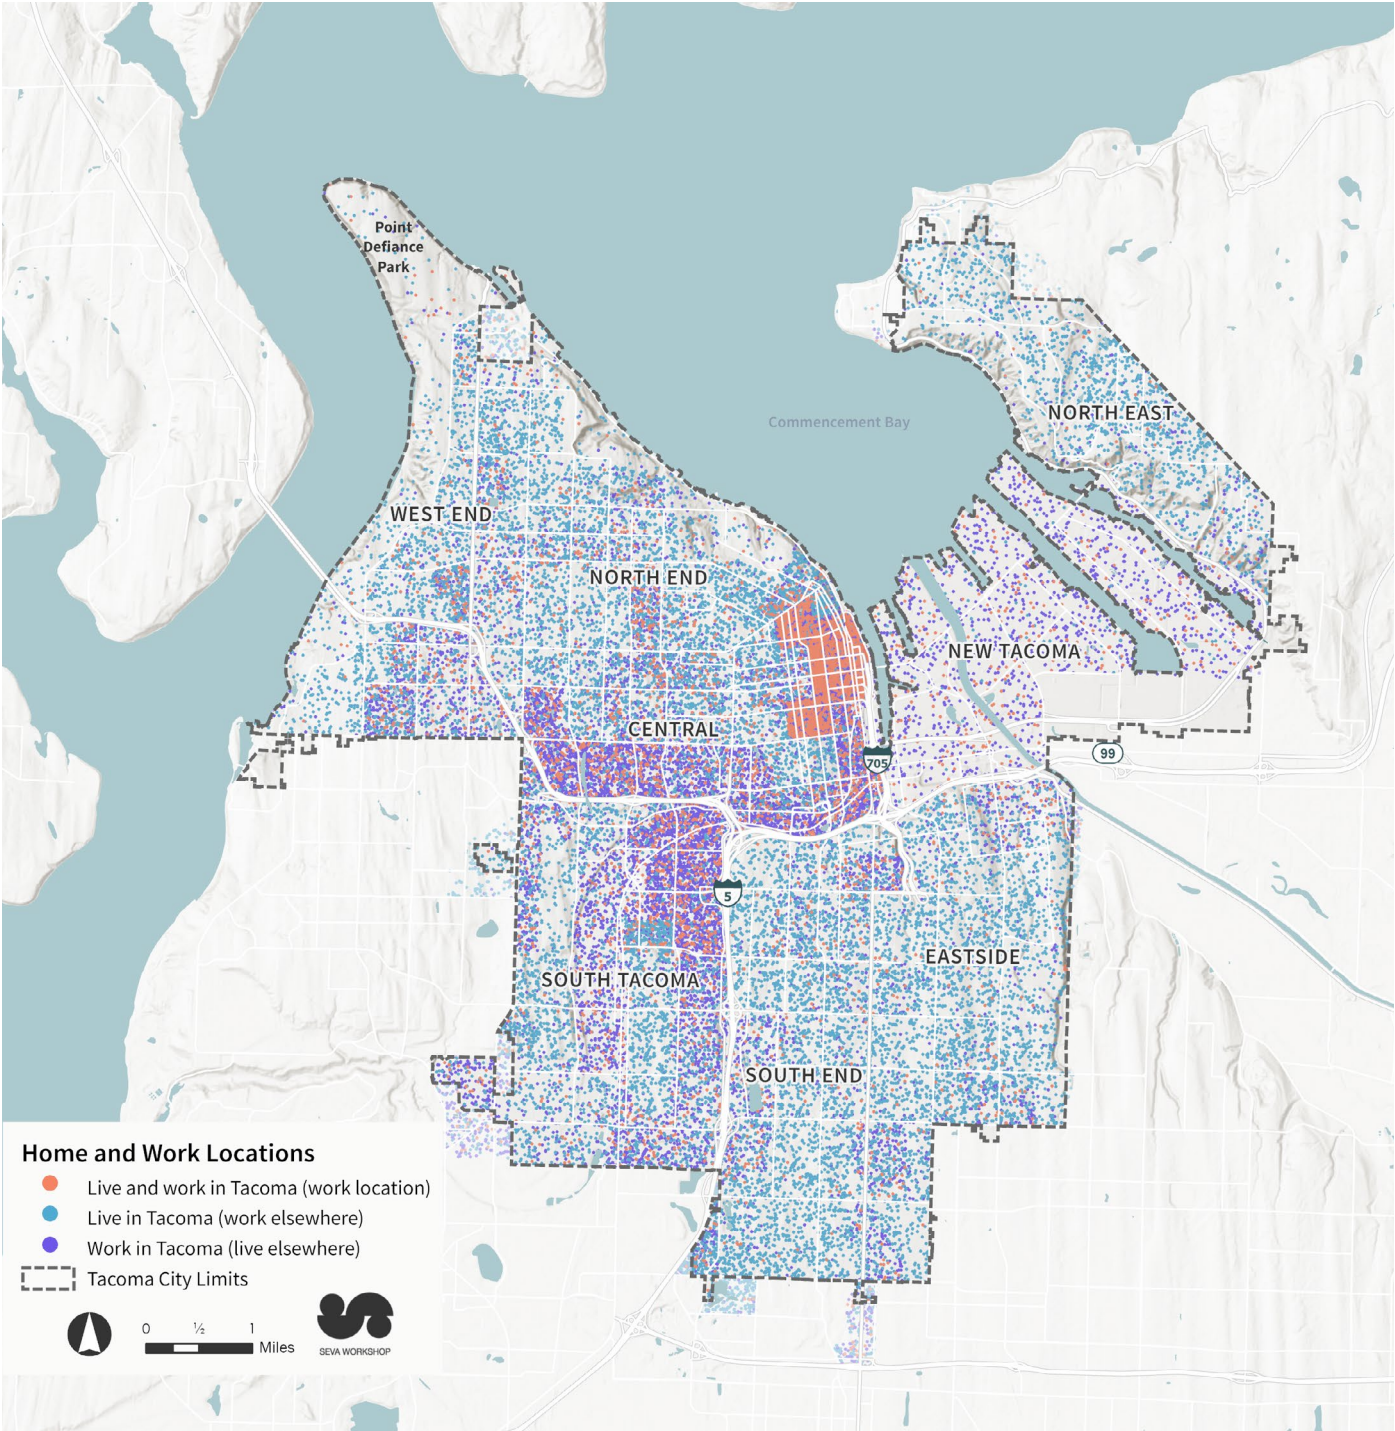 Point
Defiance
Park
NORTH EAST
Commencement Bay
WEST END
NORTH END
NEW TACOMA
CENTRAL
99
705
5
EASTSIDE
SOUTH TACOMA
SOUTH END
Home and Work Locations
Live and work in Tacoma (work location)
Live in Tacoma (work elsewhere)
Work in Tacoma (live elsewhere)
Tacoma City Limits
0 ½ 1
Miles
SEVA WORKSHOP